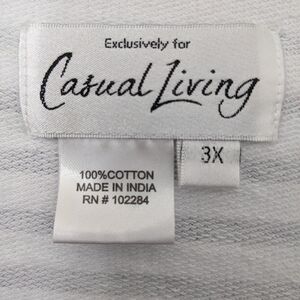 Exclusively for
Casual Living
100%COTTON
MADE IN INDIA
RN # 102284
3X